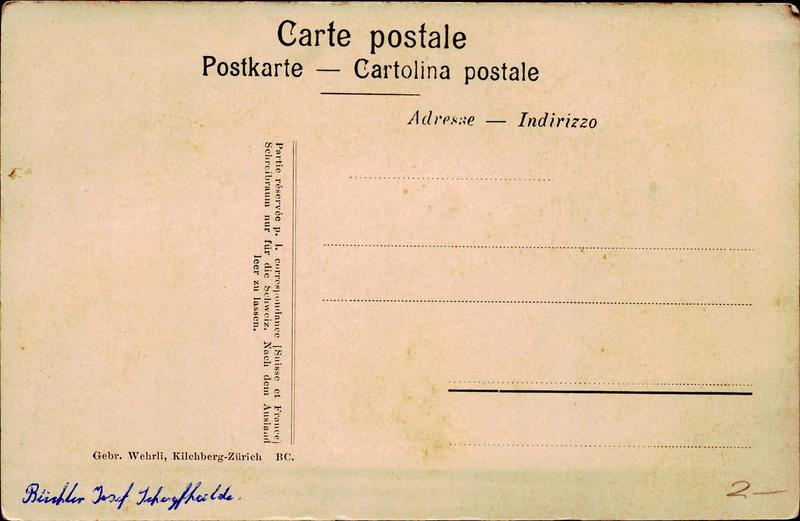 Carte postale
Postkarte — Cartolina postale
Adresse — Indirizzo
Partie réservée p. l. correspondance [Suisse et France]
Schreibraum nur für die Schweiz. Nach dem Ausland
leer zu lassen.
Gebr. Wehrli, Kilchberg-Zürich BC.
Josef
2—